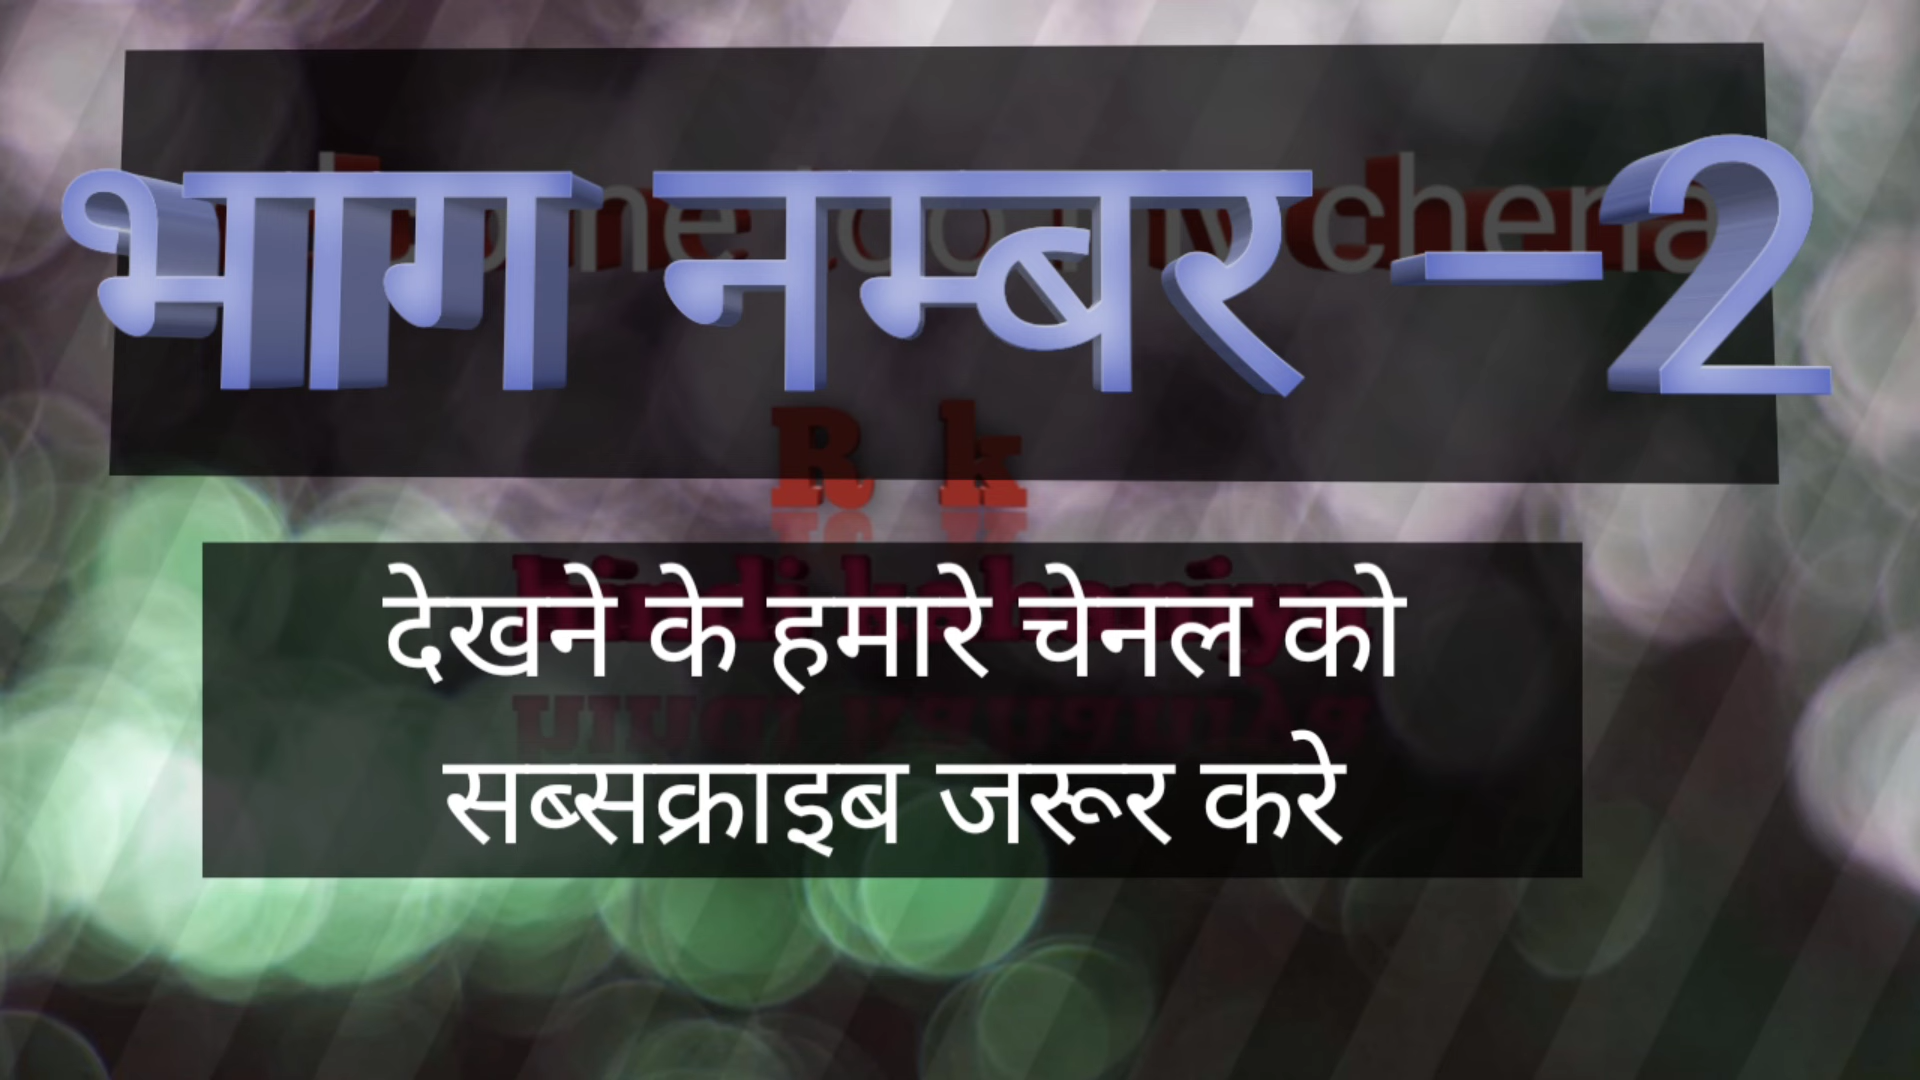 भाग नम्बर -2
R k
देखने के हमारे चेनल को
सब्सक्राइब जरूर करे